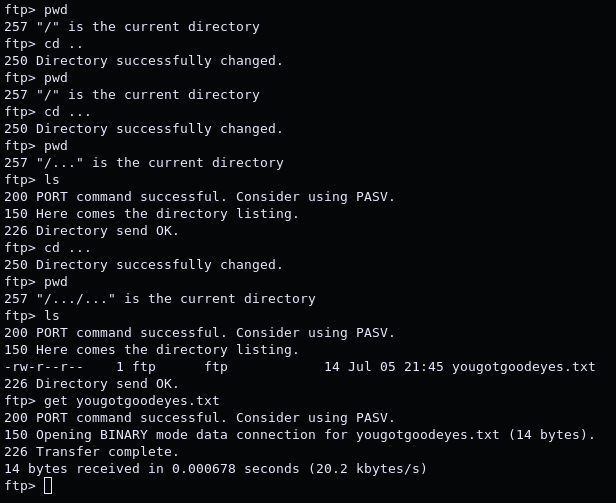 ftp> pwd
257 "/" is the current directory
ftp> cd ..
250 Directory successfully changed.
ftp> pwd
257 "/" is the current directory
ftp> cd ...
250 Directory successfully changed.
ftp> pwd
257 "/..." is the current directory
ftp> ls
200 PORT command successful. Consider using PASV.
150 Here comes the directory listing.
226 Directory send OK.
ftp> cd ...
250 Directory successfully changed.
ftp> pwd
257 "/.../..." is the current directory
ftp> ls
200 PORT command successful. Consider using PASV.
150 Here comes the directory listing.
-rw-r--r--    1 ftp      ftp            14 Jul 05 21:45 yougotgoodeyes.txt
226 Directory send OK.
ftp> get yougotgoodeyes.txt
200 PORT command successful. Consider using PASV.
150 Opening BINARY mode data connection for yougotgoodeyes.txt (14 bytes).
226 Transfer complete.
14 bytes received in 0.000678 seconds (20.2 kbytes/s)
ftp>